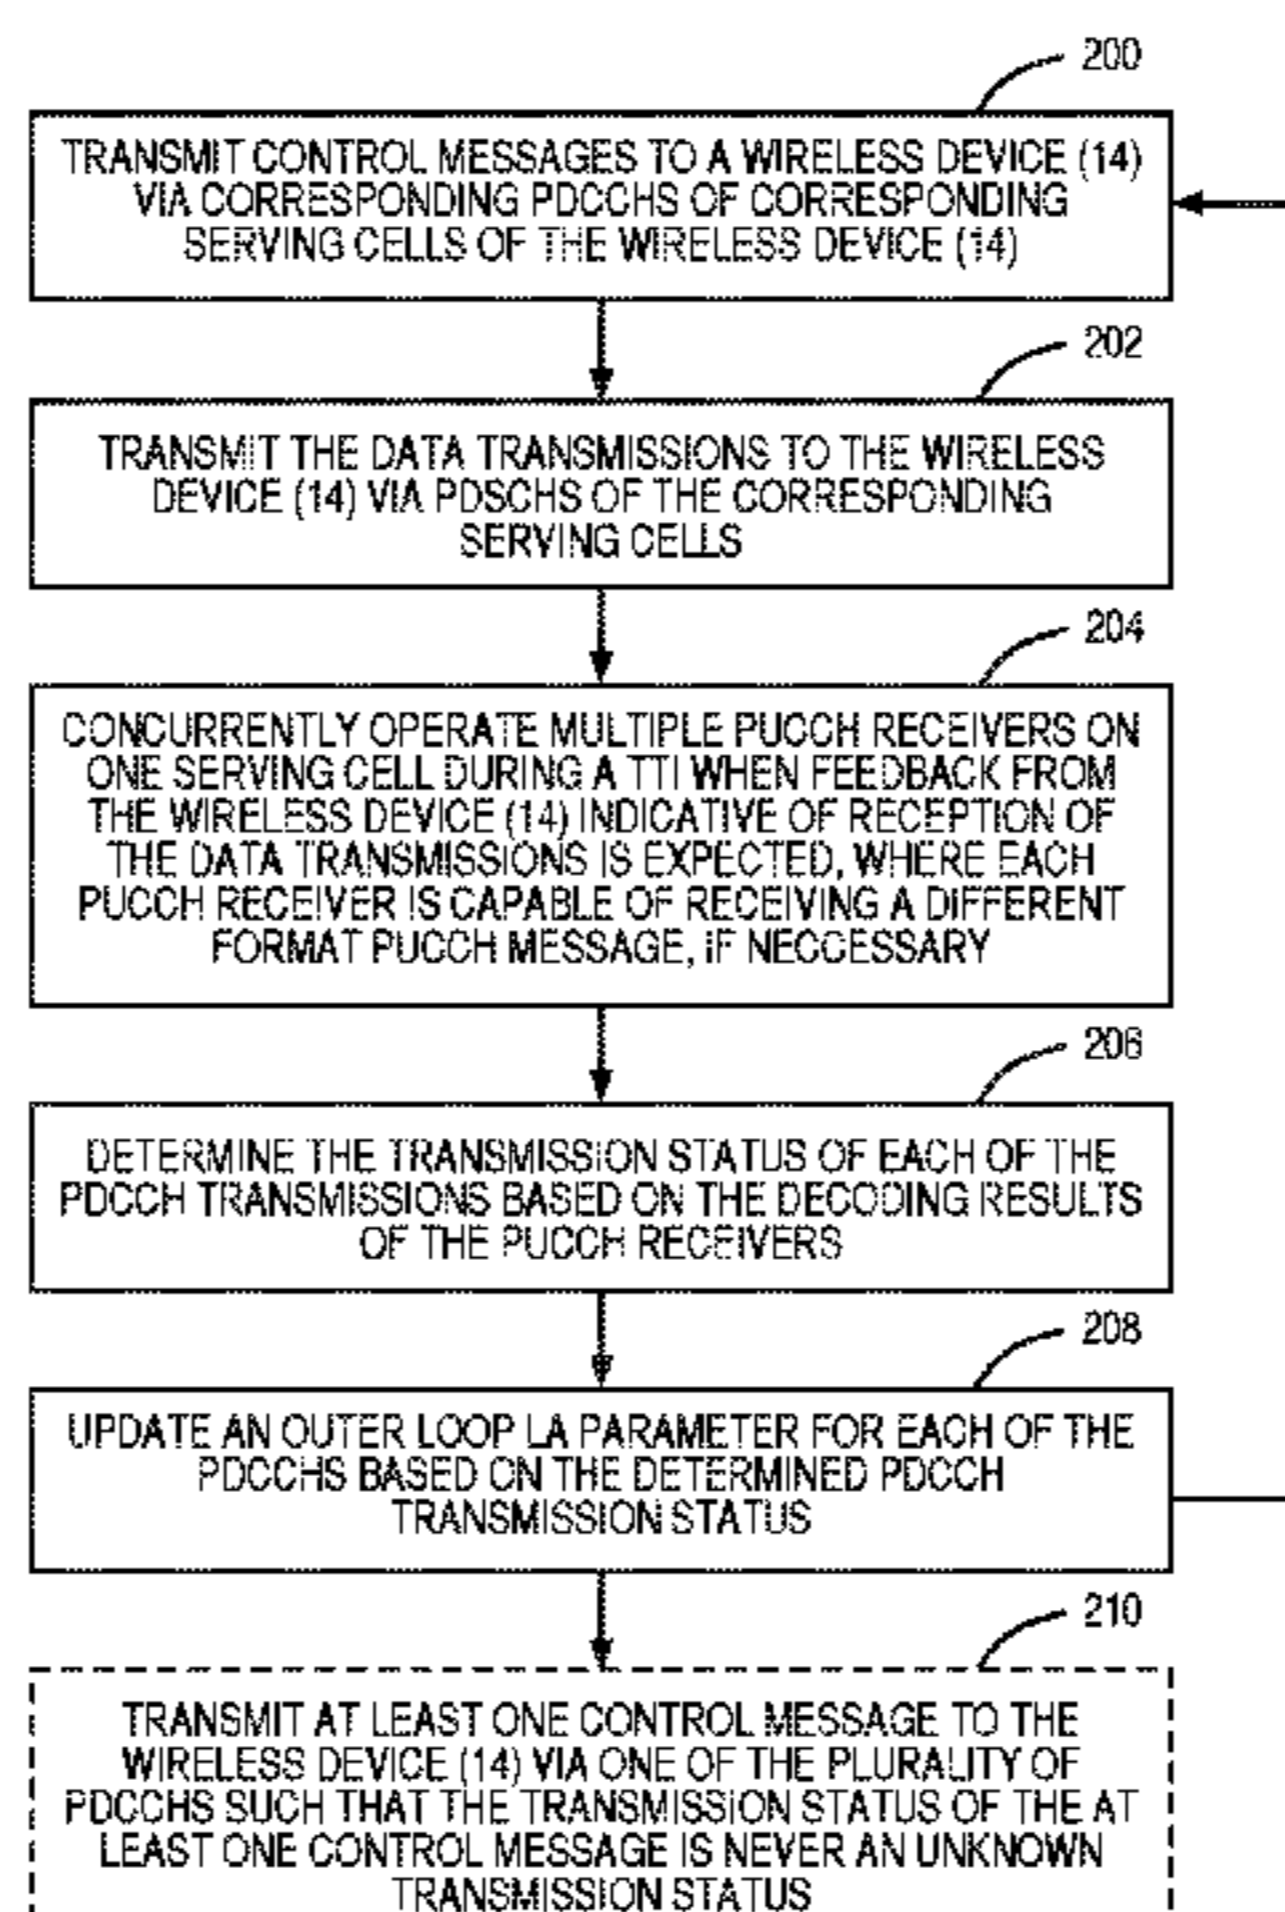 200
TRANSMIT CONTROL MESSAGES TO A WIRELESS DEVICE (14)
VIA CORRESPONDING PDCCHS OF CORRESPONDING
SERVING CELLS OF THE WIRELESS DEVICE (14)
202
TRANSMIT THE DATA TRANSMISSIONS TO THE WIRELESS
DEVICE (14) VIA PDSCHS OF THE CORRESPONDING
SERVING CELLS
204
CONCURRENTLY OPERATE MULTIPLE PUCCH RECEIVERS ON
ONE SERVING CELL DURING A TTI WHEN FEEDBACK FROM
THE WIRELESS DEVICE (14) INDICATIVE OF RECEPTION OF
THE DATA TRANSMISSIONS IS EXPECTED, WHERE EACH
PUCCH RECEIVER IS CAPABLE OF RECEIVING A DIFFERENT
FORMAT PUCCH MESSAGE, IF NECCESSARY
206
DETERMINE THE TRANSMISSION STATUS OF EACH OF THE
PDCCH TRANSMISSIONS BASED ON THE DECODING RESULTS
OF THE PUCCH RECEIVERS
208
UPDATE AN OUTER LOOP LA PARAMETER FOR EACH OF THE
PDCCHS BASED ON THE DETERMINED PDCCH
TRANSMISSION STATUS
210
TRANSMIT AT LEAST ONE CONTROL MESSAGE TO THE
WIRELESS DEVICE (14) VIA ONE OF THE PLURALITY OF
PDCCHS SUCH THAT THE TRANSMISSION STATUS OF THE AT
LEAST ONE CONTROL MESSAGE IS NEVER AN UNKNOWN
TRANSMISSION STATUS